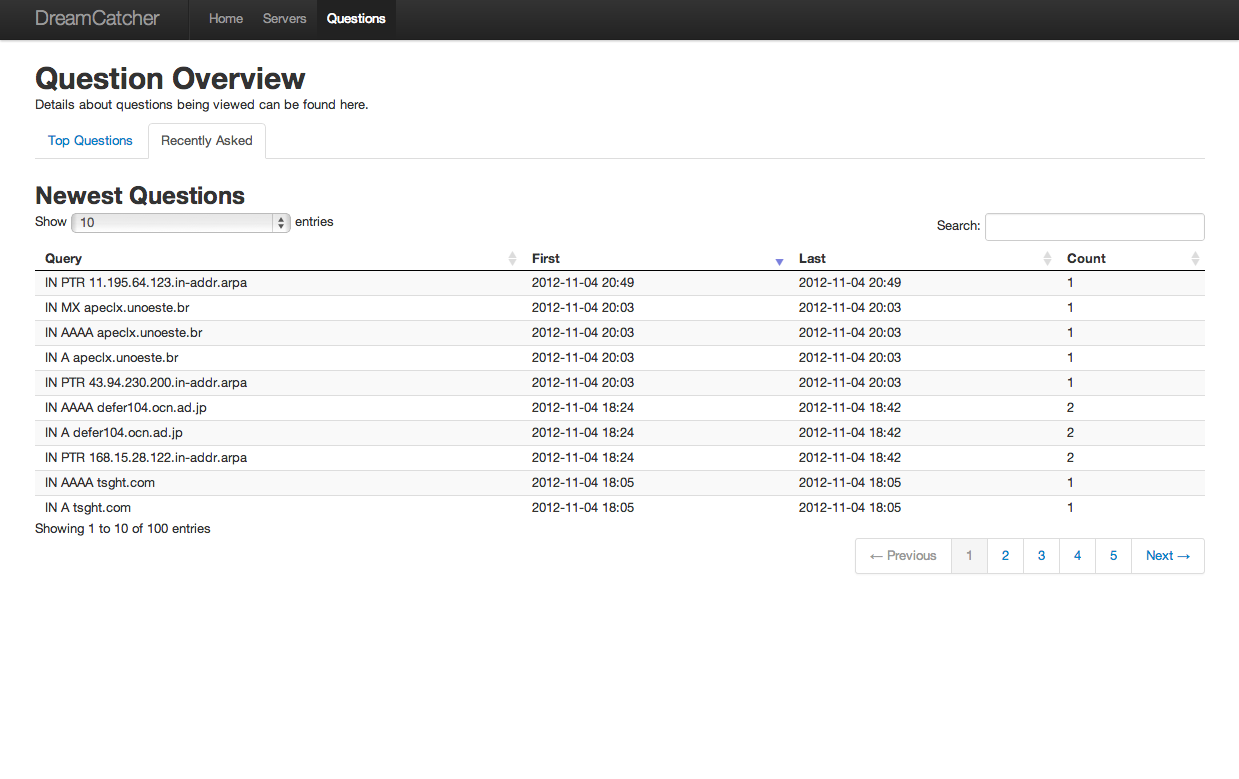 DreamCatcher Home Servers Questions
Question Overview
Details about questions being viewed can be found here.
Top Questions Recently Asked
Newest Questions
Show 10 entries Search:
Query First Last Count
IN PTR 11.195.64.123.in-addr.arpa 2012-11-04 20:49 2012-11-04 20:49 1
IN MX apeclx.unoeste.br 2012-11-04 20:03 2012-11-04 20:03 1
IN AAAA apeclx.unoeste.br 2012-11-04 20:03 2012-11-04 20:03 1
IN A apeclx.unoeste.br 2012-11-04 20:03 2012-11-04 20:03 1
IN PTR 43.94.230.200.in-addr.arpa 2012-11-04 20:03 2012-11-04 20:03 1
IN AAAA defer104.ocn.ad.jp 2012-11-04 18:24 2012-11-04 18:42 2
IN A defer104.ocn.ad.jp 2012-11-04 18:24 2012-11-04 18:42 2
IN PTR 168.15.28.122.in-addr.arpa 2012-11-04 18:24 2012-11-04 18:42 2
IN AAAA tsght.com 2012-11-04 18:05 2012-11-04 18:05 1
IN A tsght.com 2012-11-04 18:05 2012-11-04 18:05 1
Showing 1 to 10 of 100 entries
← Previous 1 2 3 4 5 Next →